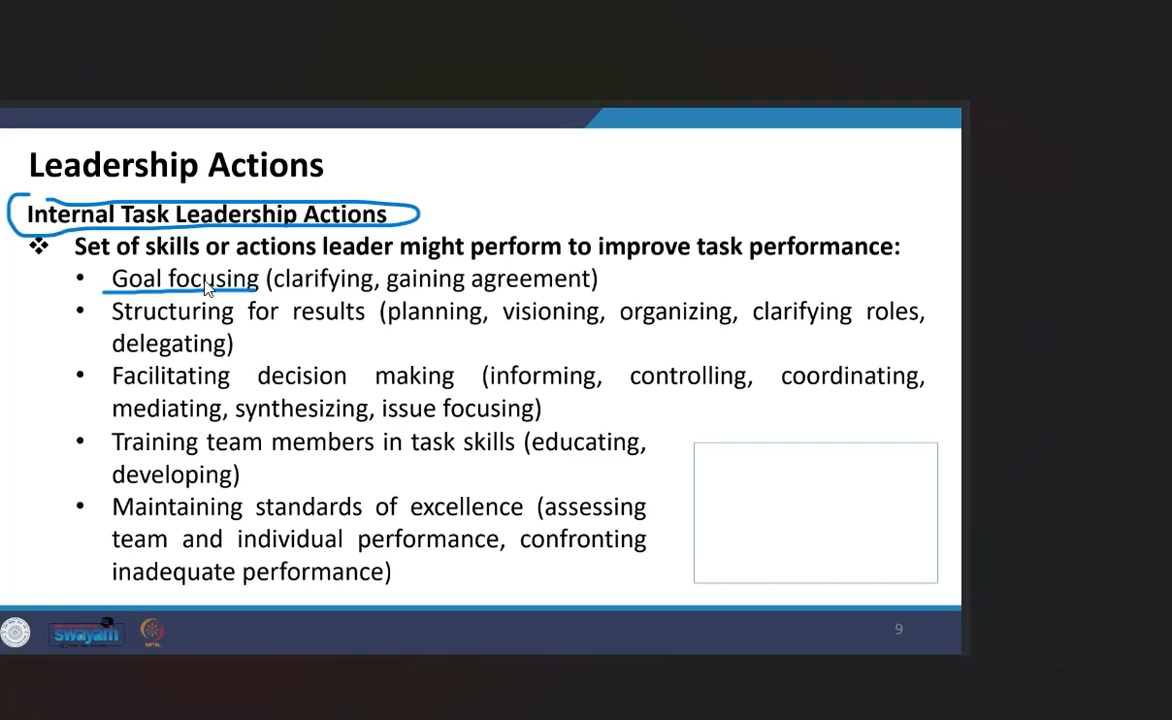 Leadership Actions
Internal Task Leadership Actions
❖ Set of skills or actions leader might perform to improve task performance:
• Goal focusing (clarifying, gaining agreement)
• Structuring for results (planning, visioning, organizing, clarifying roles,
delegating)
• Facilitating decision making (informing, controlling, coordinating,
mediating, synthesizing, issue focusing)
• Training team members in task skills (educating,
developing)
• Maintaining standards of excellence (assessing
team and individual performance, confronting
inadequate performance)
swayam
NPTEL
9